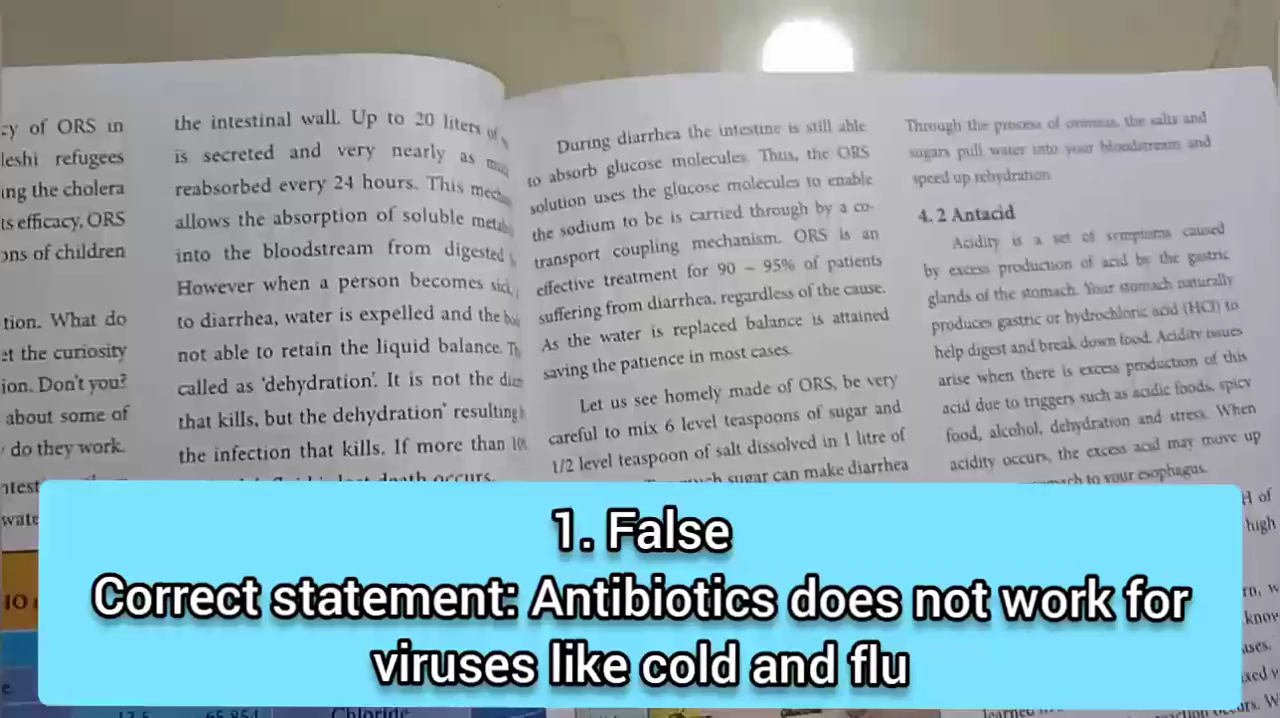 cy of ORS in
leshi refugees
ing the cholera
ts efficacy, ORS
ons of children
tion. What do
et the curiosity
ion. Don't you?
about some of
do they work.
the intestinal wall. Up to 20 liters of
is secreted and very nearly as
reabsorbed every 24 hours. This
allows the absorption of soluble
into the bloodstream from digested
However when a person becomes
to diarrhea, water is expelled and the
not able to retain the liquid balance.
called as 'dehydration'. It is not the
that kills, but the dehydration' resulting
the infection that kills. If more than
death occurs.
During diarrhea the intestine is still able
to absorb glucose molecules. Thus, the ORS
solution uses the glucose molecules to enable
the sodium to be is carried through by a co-
transport coupling mechanism. ORS is an
effective treatment for 90 – 95% of patients
suffering from diarrhea, regardless of the cause.
As the water is replaced balance is attained
saving the patience in most cases.
Let us see homely made of ORS, be very
careful to mix 6 level teaspoons of sugar and
1/2 level teaspoon of salt dissolved in 1 litre of
sugar can make diarrhea
Through the process of osmosis, the salts and
sugars pull water into your bloodstream and
speed up rehydration.
4. 2 Antacid
Acidity is a set of symptoms caused
by excess production of acid by the gastric
glands of the stomach. Your stomach naturally
produces gastric or hydrochloric acid (HCl) to
help digest and break down food. Acidity issues
arise when there is excess production of this
acid due to triggers such as acidic foods, spicy
food, alcohol, dehydration and stress. When
acidity occurs, the excess acid may move up
to your esophagus.
H of
high
1. False
Correct statement: Antibiotics does not work for
viruses like cold and flu
Chloride